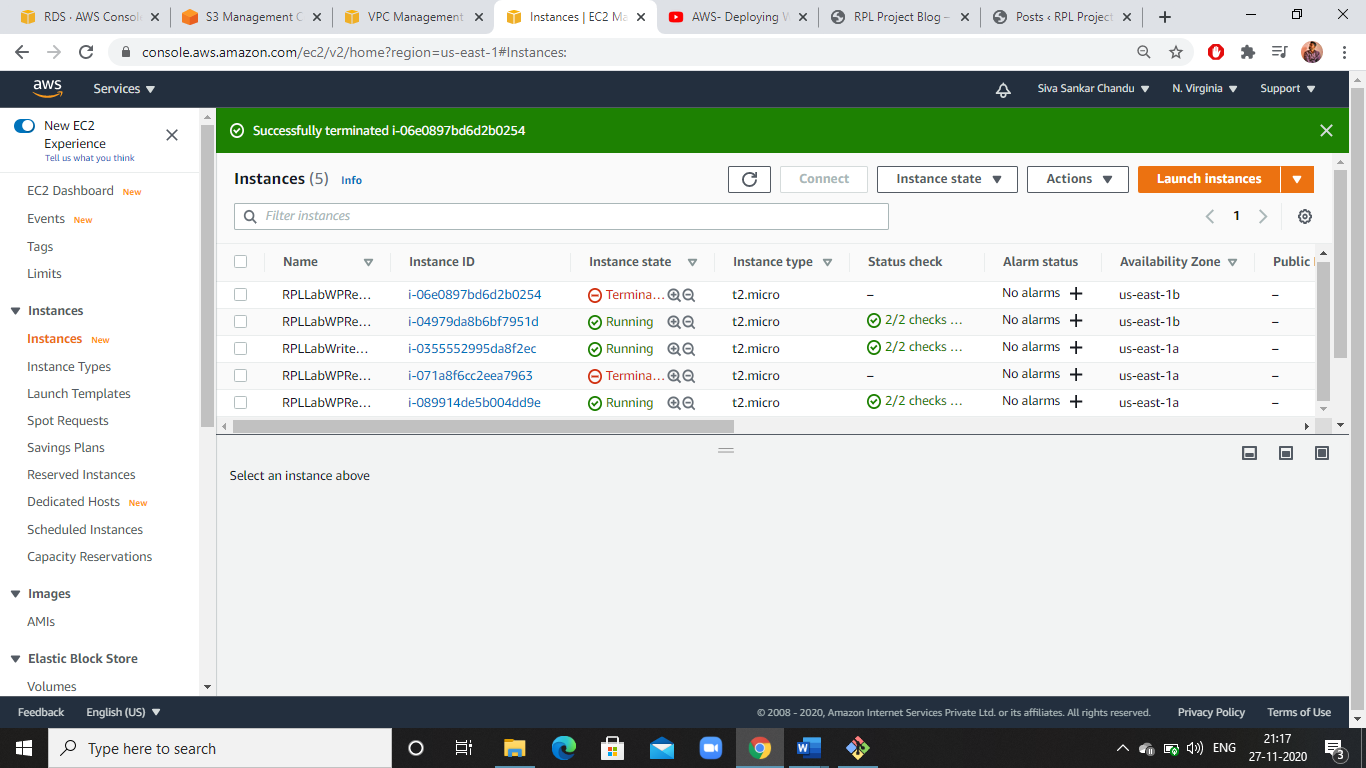 RDS · AWS Consol
S3 Management C
VPC Management
Instances | EC2 Ma
AWS- Deploying W
RPL Project Blog –
Posts ‹ RPL Project
console.aws.amazon.com/ec2/v2/home?region=us-east-1#Instances:
aws
Services
Siva Sankar Chandu
N. Virginia
Support
New EC2
Experience
Tell us what you think
EC2 Dashboard New
Events New
Tags
Limits
Instances
Instances New
Instance Types
Launch Templates
Spot Requests
Savings Plans
Reserved Instances
Dedicated Hosts New
Scheduled Instances
Capacity Reservations
Images
AMIs
Elastic Block Store
Volumes
Successfully terminated i-06e0897bd6d2b0254
Instances (5) Info
Connect
Instance state
Actions
Launch instances
Filter instances
1
Name Instance ID Instance state Instance type Status check Alarm status Availability Zone Public
RPLLabWPRe... i-06e0897bd6d2b0254 Termina... t2.micro – No alarms + us-east-1b –
RPLLabWPRe... i-04979da8b6bf7951d Running t2.micro 2/2 checks ... No alarms + us-east-1b –
RPLLabWrite... i-0355552995da8f2ec Running t2.micro 2/2 checks ... No alarms + us-east-1a –
RPLLabWPRe... i-071a8f6cc2eea7963 Termina... t2.micro – No alarms + us-east-1a –
RPLLabWPRe... i-089914de5b004dd9e Running t2.micro 2/2 checks ... No alarms + us-east-1a –
Select an instance above
Feedback English (US)
© 2008 - 2020, Amazon Internet Services Private Ltd. or its affiliates. All rights reserved.
Privacy Policy Terms of Use
Type here to search
ENG
21:17
27-11-2020
3